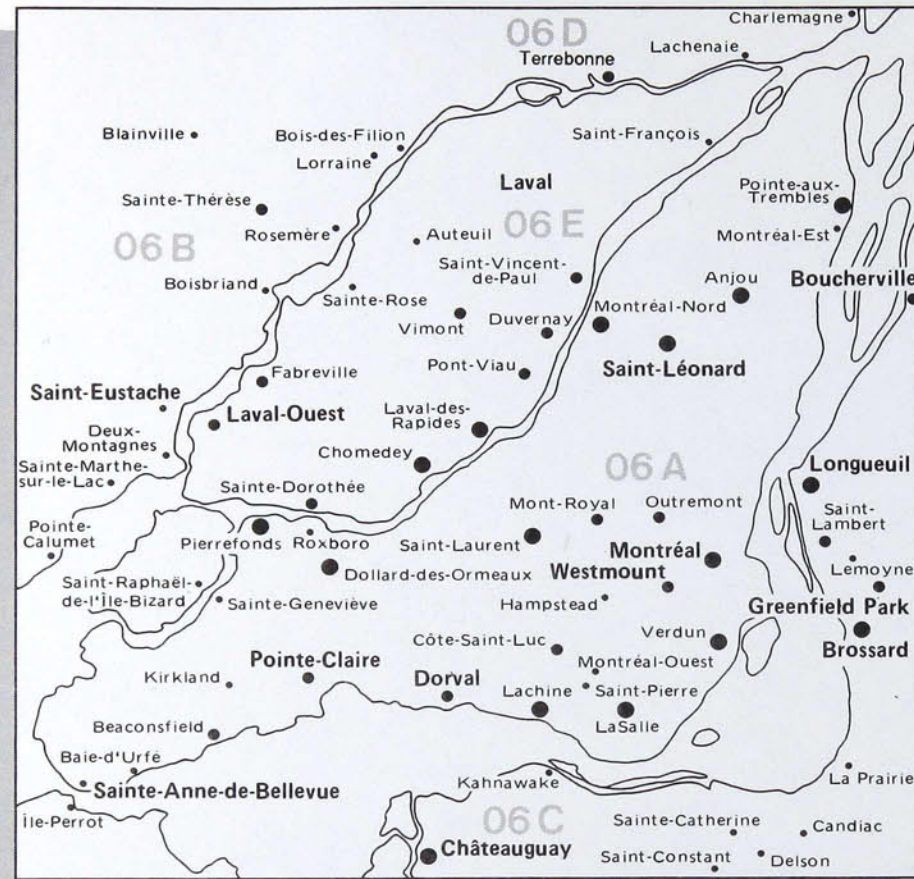 Charlemagne
06 D
Lachenaie
Terrebonne
Blainville
Bois-des-Filion
Saint-François
Lorraine
Laval
Pointe-aux-
Trembles
Sainte-Thérèse
06 E
Rosemère
Auteuil
Montréal-Est
06 B
Saint-Vincent-
de-Paul
Anjou
Boucherville
Boisbriand
Sainte-Rose
Montréal-Nord
Vimont
Duvernay
Pont-Viau
Saint-Léonard
Fabreville
Saint-Eustache
Laval-Ouest
Laval-des-
Rapides
Deux-
Montagnes
Chomedey
06 A
Longueuil
Sainte-Marthe-
sur-le-Lac
Sainte-Dorothée
Mont-Royal
Outremont
Saint-
Lambert
Pointe-
Calumet
Pierrefonds
Roxboro
Saint-Laurent
Montréal
Lemoyne
Dollard-des-Ormeaux
Westmount
Saint-Raphaël-
de-l'Île-Bizard
Sainte-Geneviève
Hampstead
Greenfield Park
Côte-Saint-Luc
Verdun
Brossard
Pointe-Claire
Montréal-Ouest
Kirkland
Dorval
Lachine
Saint-Pierre
LaSalle
Beaconsfield
Baie-d'Urfé
Kahnawake
La Prairie
Sainte-Anne-de-Bellevue
Île-Perrot
06 C
Sainte-Catherine
Candiac
Châteauguay
Saint-Constant
Delson